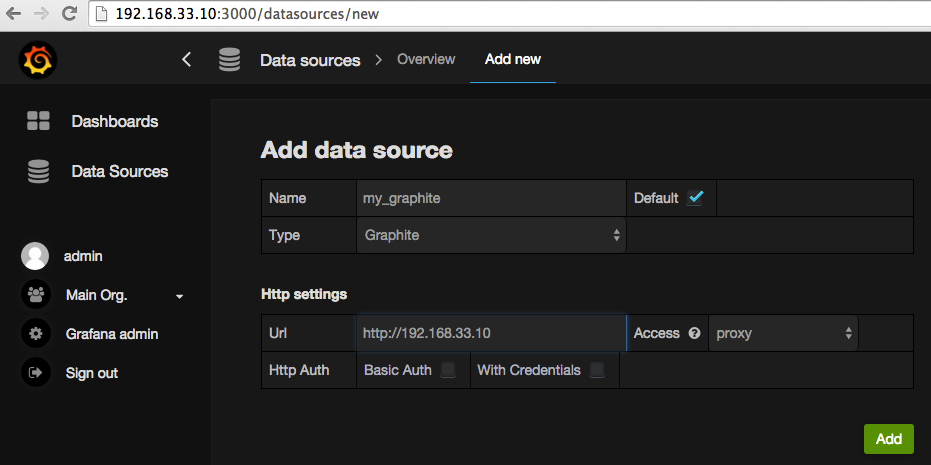 192.168.33.10:3000/datasources/new
Data sources > Overview Add new
Dashboards
Data Sources
admin
Main Org.
Grafana admin
Sign out
Add data source
Name my_graphite Default
Type Graphite
Http settings
Url http://192.168.33.10 Access ? proxy
Http Auth Basic Auth With Credentials
Add